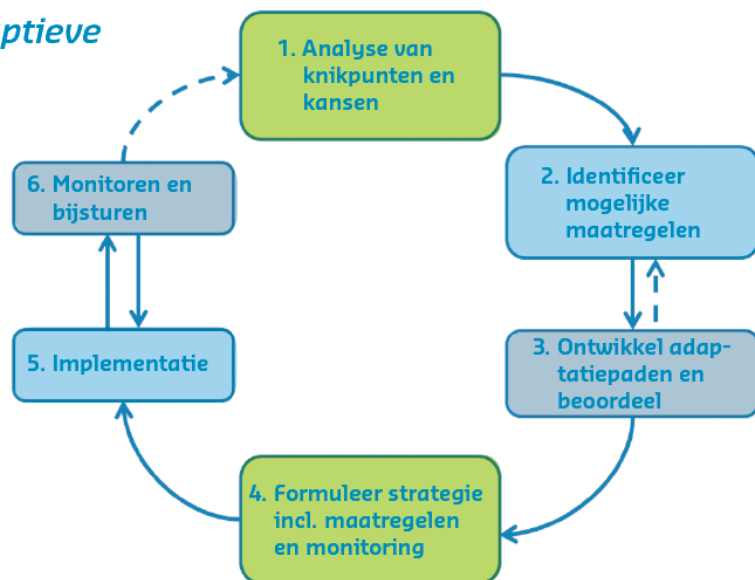 ptieve
1. Analyse van
knikpunten en
kansen
2. Identificeer
mogelijke
maatregelen
3. Ontwikkel adap-
tatiepaden en
beoordeel
4. Formuleer strategie
incl. maatregelen
en monitoring
5. Implementatie
6. Monitoren en
bijsturen